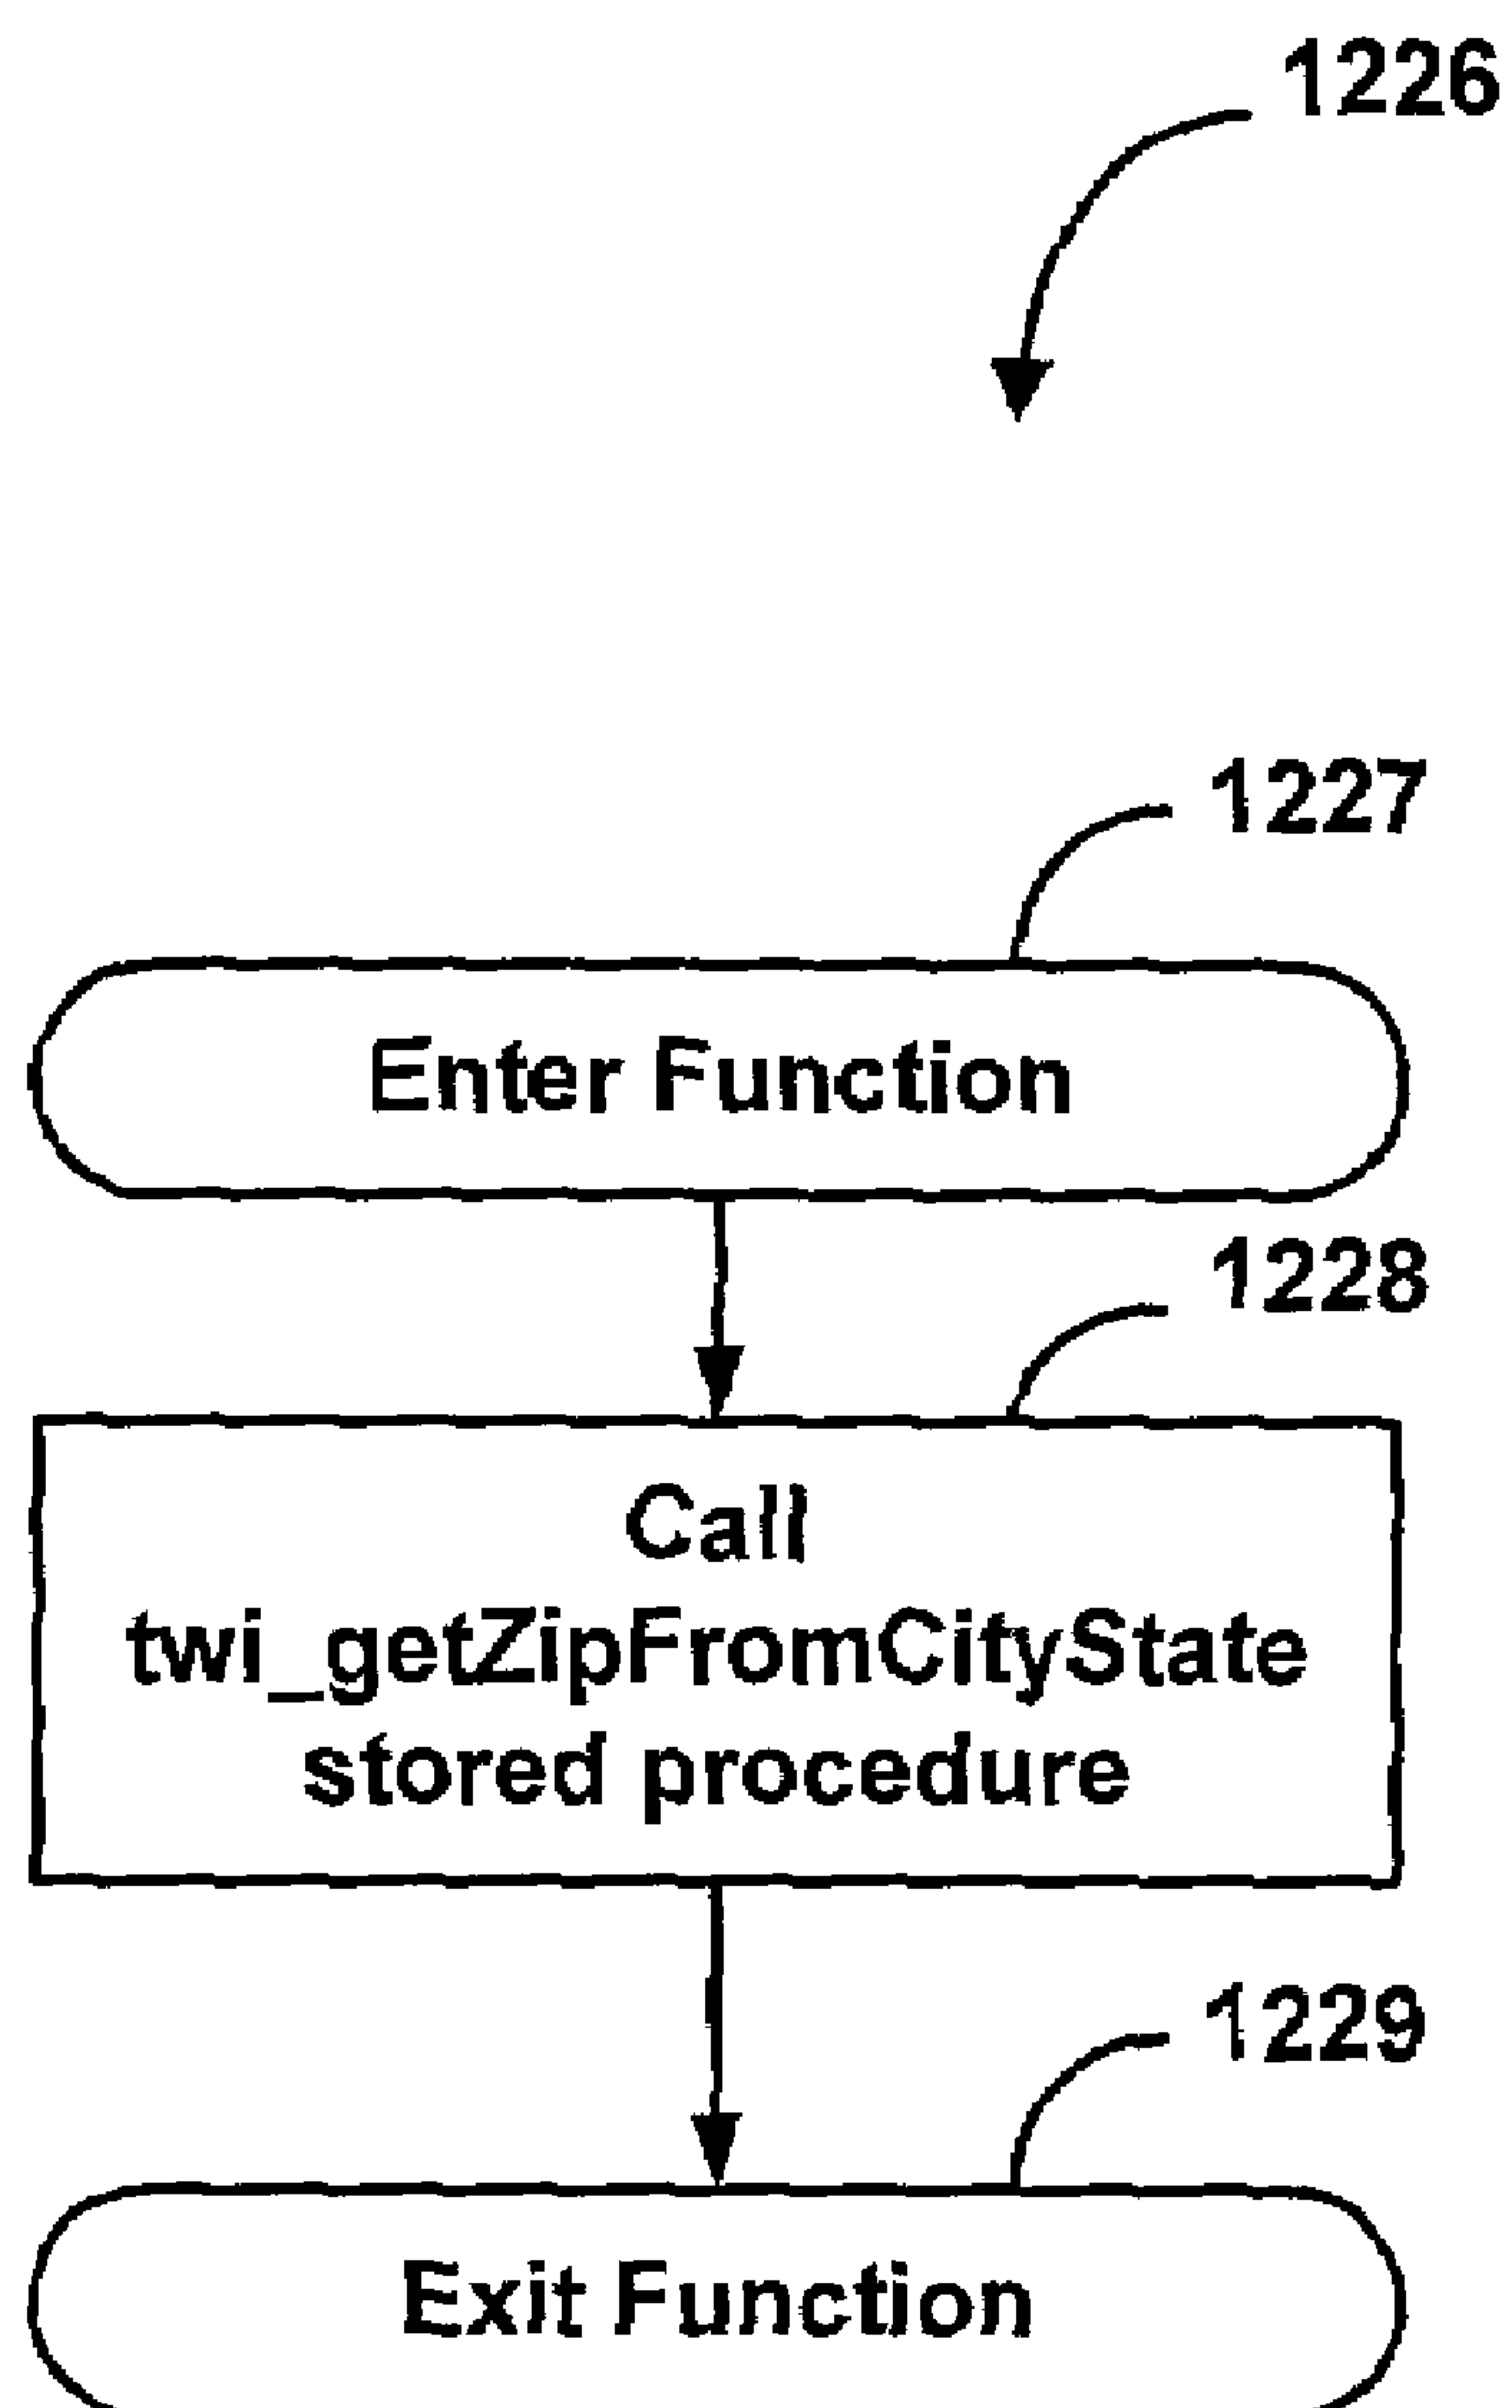 1226
1227
Enter Function
1228
Call
twi_getZipFromCityState
stored procedure
1229
Exit Function